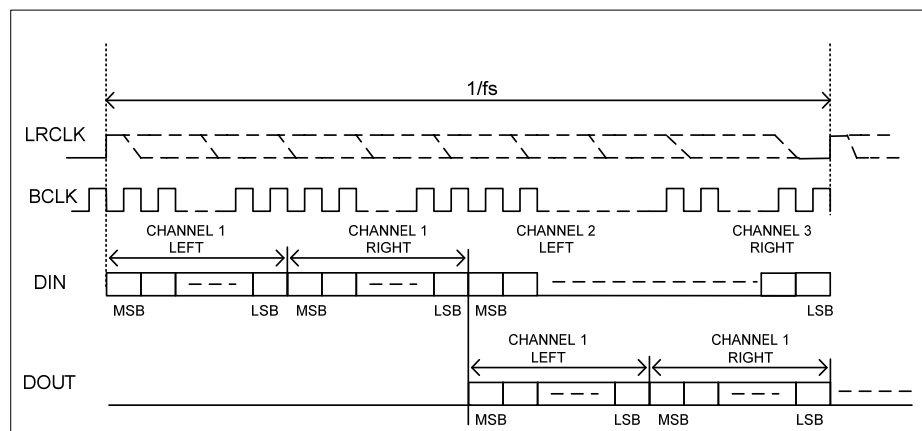 1/fs
LRCLK
BCLK
CHANNEL 1
LEFT
CHANNEL 1
RIGHT
CHANNEL 2
LEFT
CHANNEL 3
RIGHT
DIN
MSB LSB MSB LSB MSB LSB
CHANNEL 1
LEFT
CHANNEL 1
RIGHT
DOUT
MSB LSB MSB LSB